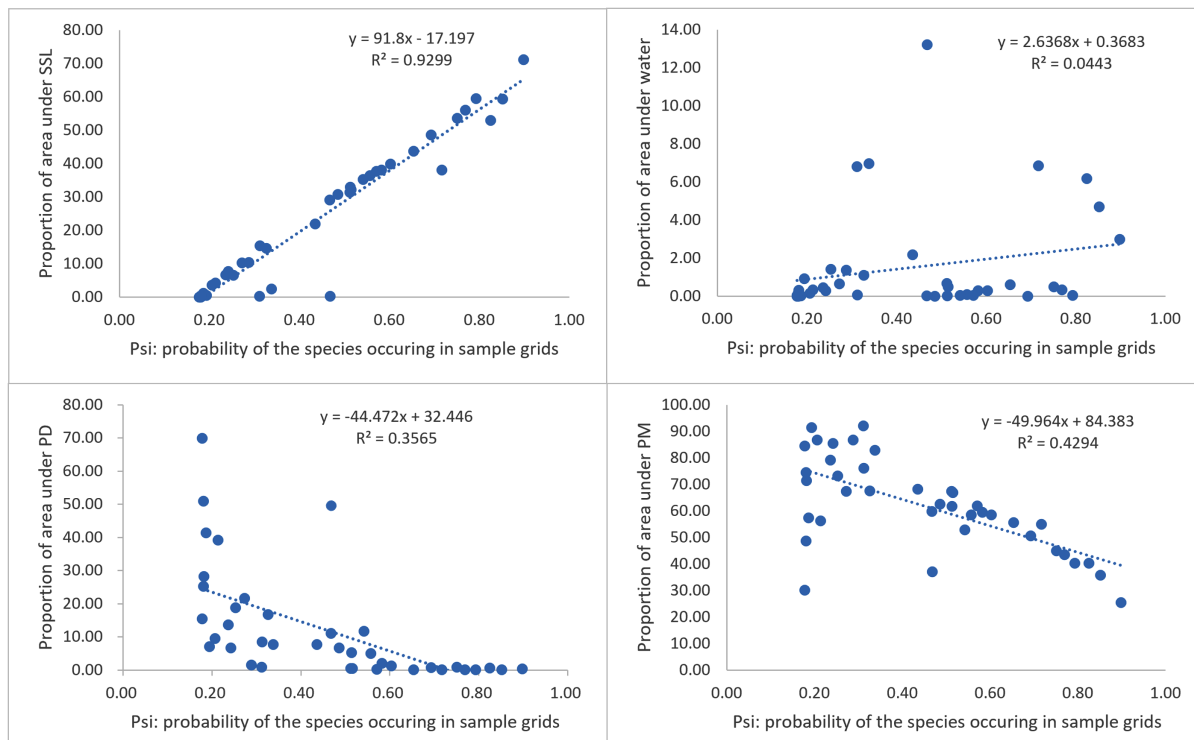 80.00
70.00
60.00
50.00
40.00
30.00
20.00
10.00
0.00
Proportion of area under SSL
y = 91.8x - 17.197
R² = 0.9299
0.00 0.20 0.40 0.60 0.80 1.00
Psi: probability of the species occuring in sample grids
14.00
12.00
10.00
8.00
6.00
4.00
2.00
0.00
Proportion of area under water
y = 2.6368x + 0.3683
R² = 0.0443
0.00 0.20 0.40 0.60 0.80 1.00
Psi: probability of the species occuring in sample grids
80.00
70.00
60.00
50.00
40.00
30.00
20.00
10.00
0.00
Proportion of area under PD
y = -44.472x + 32.446
R² = 0.3565
0.00 0.20 0.40 0.60 0.80 1.00
Psi: probability of the species occuring in sample grids
100.00
90.00
80.00
70.00
60.00
50.00
40.00
30.00
20.00
10.00
0.00
Proportion of area under PM
y = -49.964x + 84.383
R² = 0.4294
0.00 0.20 0.40 0.60 0.80 1.00
Psi: probability of the species occuring in sample grids